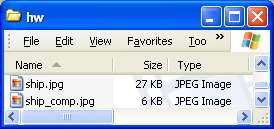 hw
File Edit View Favorites Too »
Name Size Type
ship.jpg 27 KB JPEG Image
ship_comp.jpg 6 KB JPEG Image